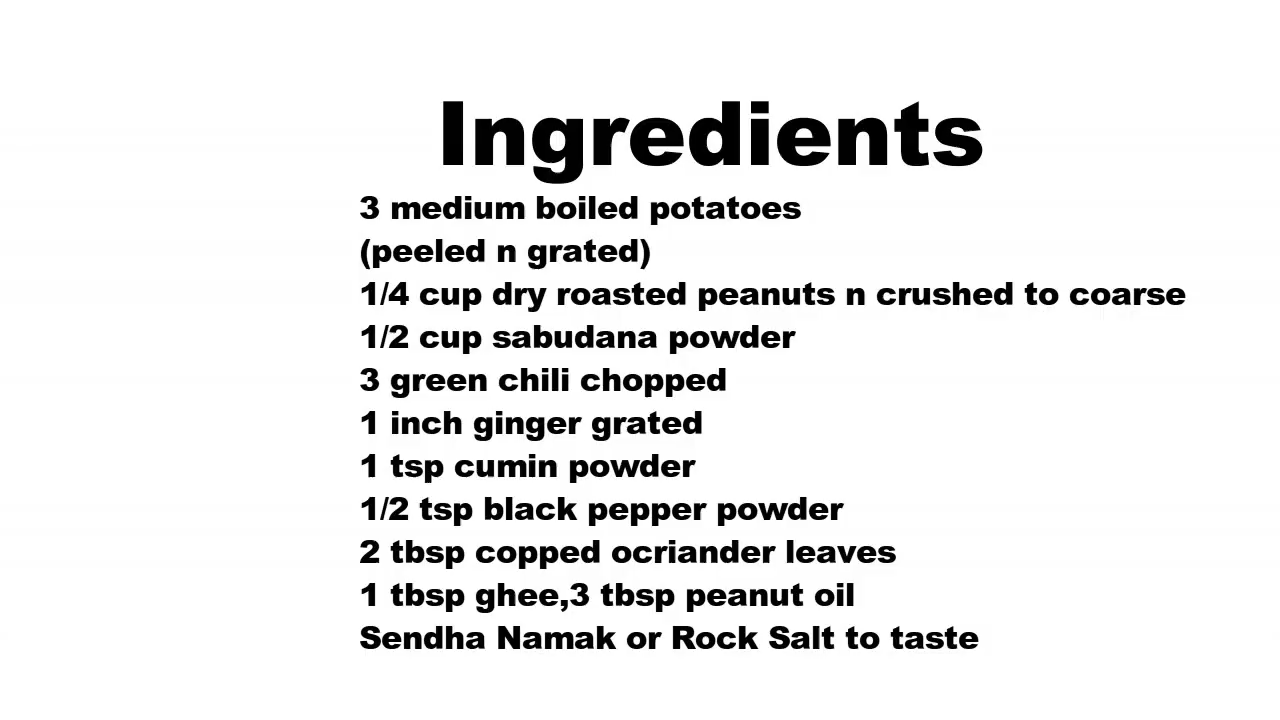 Ingredients
3 medium boiled potatoes
(peeled n grated)
1/4 cup dry roasted peanuts n crushed to coarse
1/2 cup sabudana powder
3 green chili chopped
1 inch ginger grated
1 tsp cumin powder
1/2 tsp black pepper powder
2 tbsp copped ocriander leaves
1 tbsp ghee,3 tbsp peanut oil
Sendha Namak or Rock Salt to taste